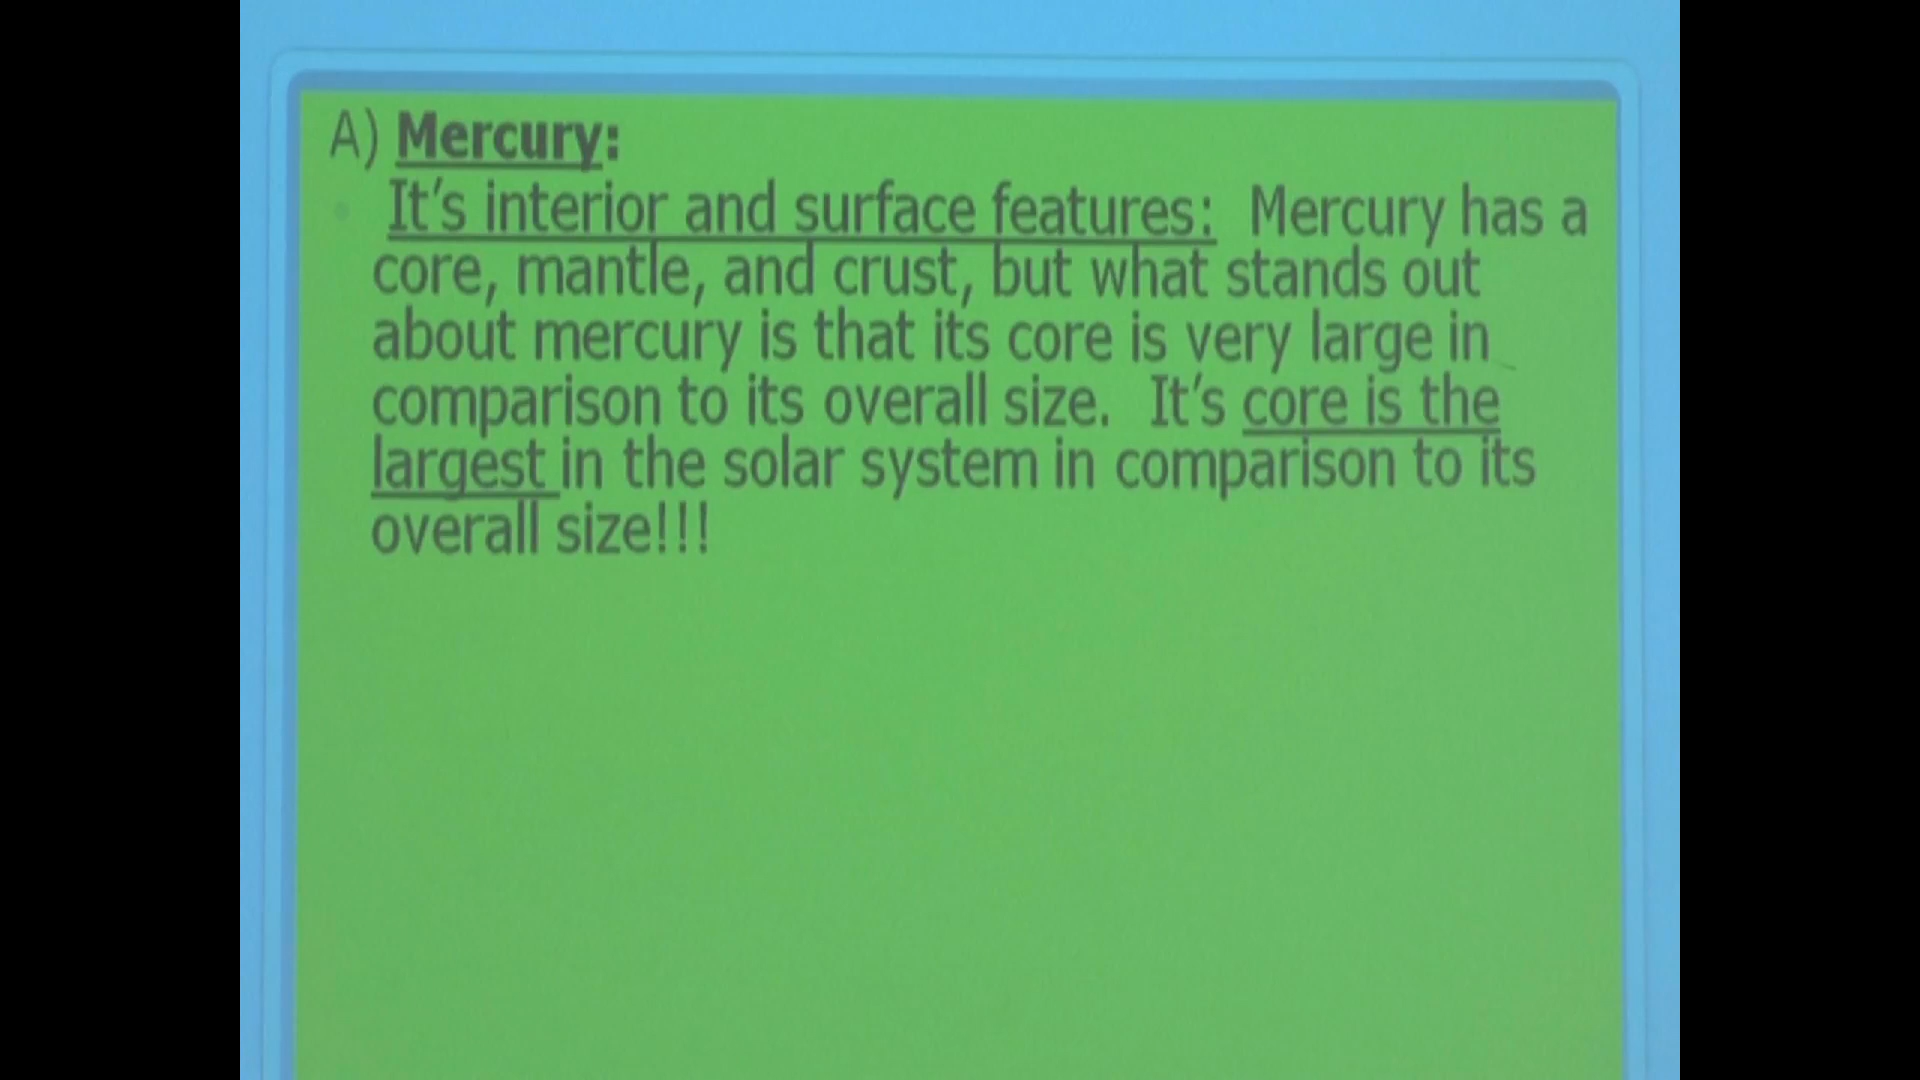 A) Mercury:
• It's interior and surface features: Mercury has a
core, mantle, and crust, but what stands out
about mercury is that its core is very large in
comparison to its overall size. It's core is the
largest in the solar system in comparison to its
overall size!!!